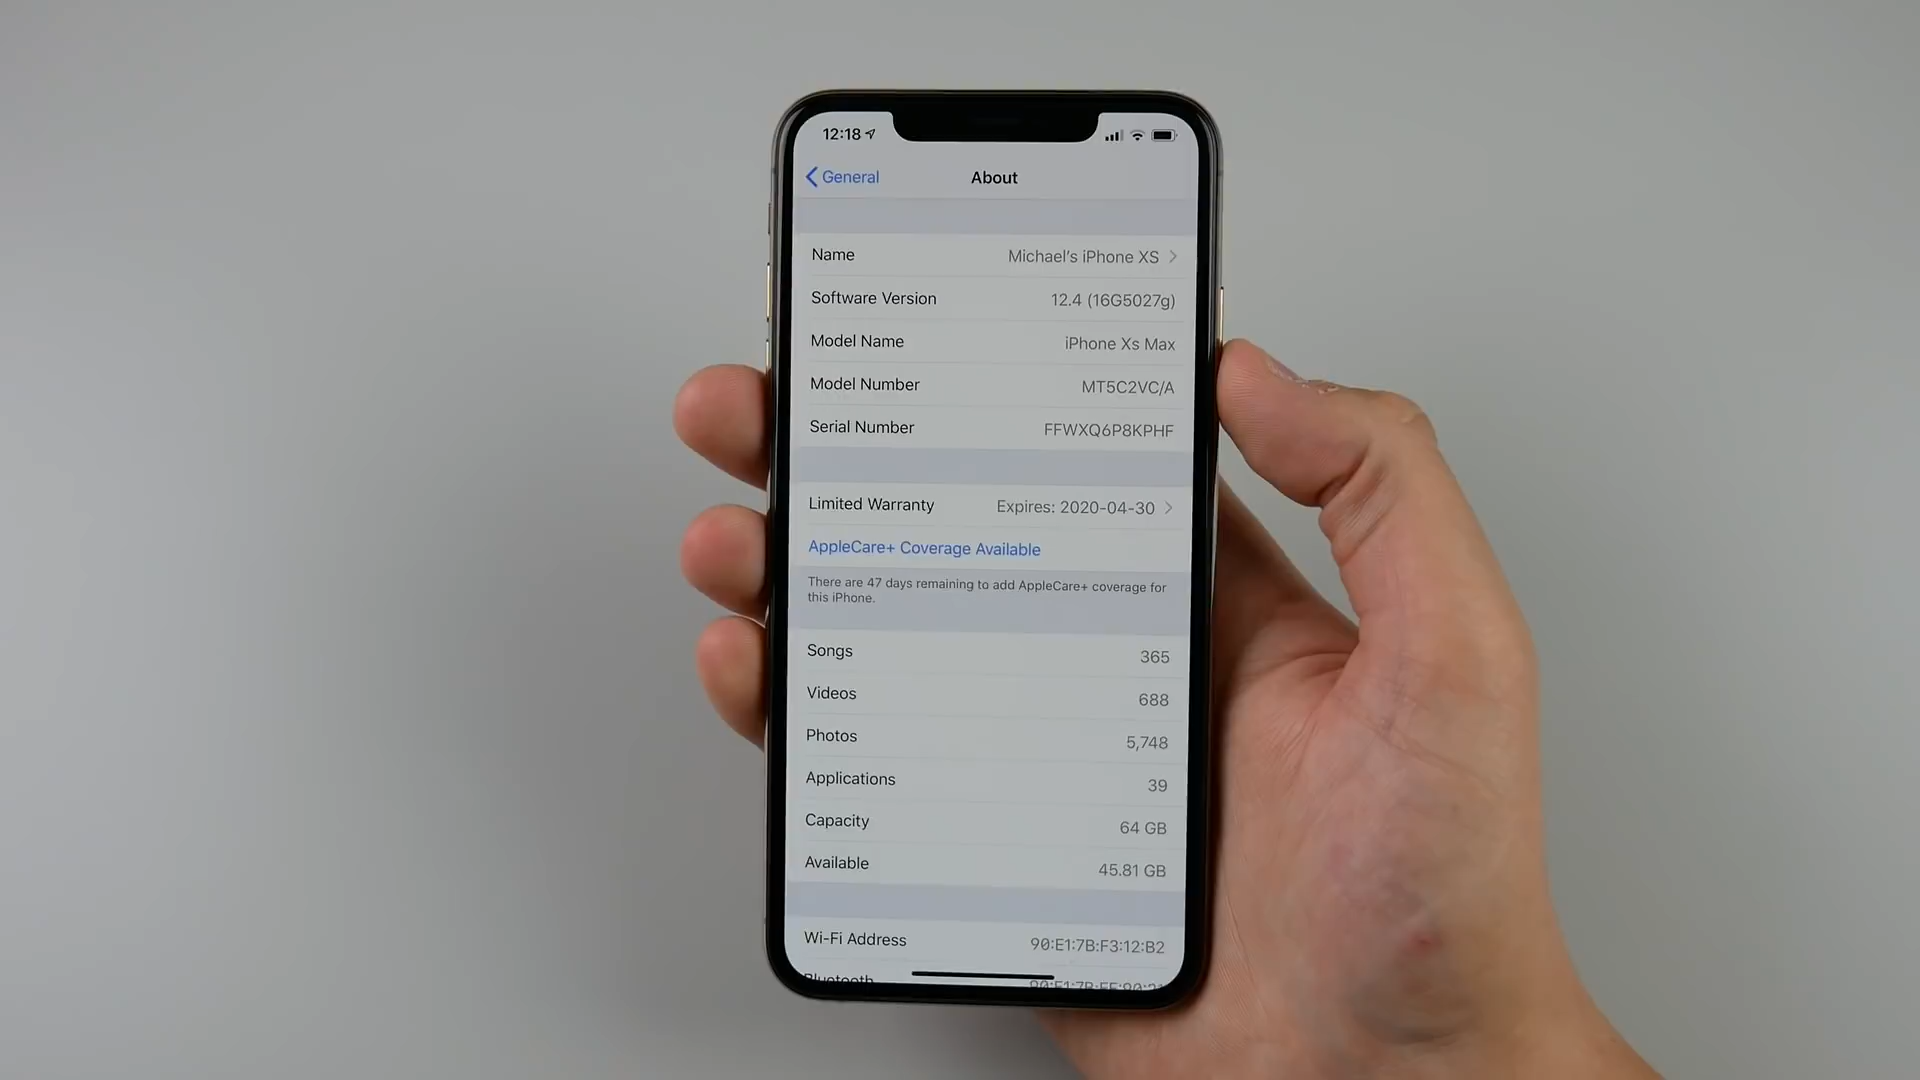 12:18
General
About
Name Michael's iPhone XS
Software Version 12.4 (16G5027g)
Model Name iPhone Xs Max
Model Number MT5C2VC/A
Serial Number FFWXQ6P8KPHF
Limited Warranty Expires: 2020-04-30
AppleCare+ Coverage Available
There are 47 days remaining to add AppleCare+ coverage for
this iPhone.
Songs 365
Videos 688
Photos 5,748
Applications 39
Capacity 64 GB
Available 45.81 GB
Wi-Fi Address 90:E1:7B:F3:12:B2
Bluetooth